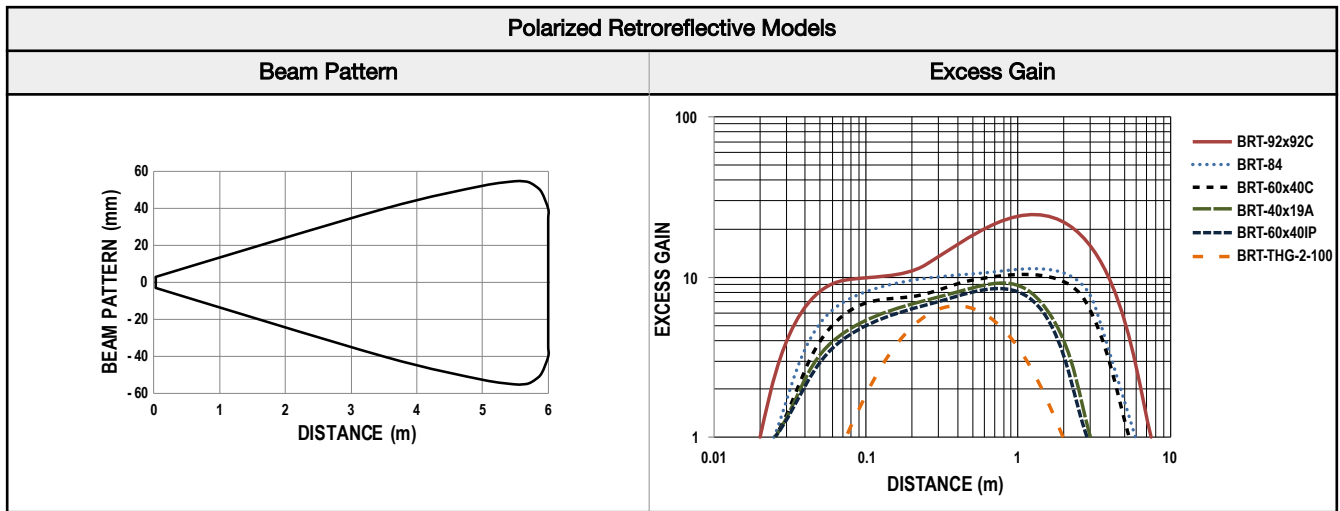 Polarized Retroreflective Models
Beam Pattern
Excess Gain
BEAM PATTERN (mm)
60
40
20
0
- 20
- 40
- 60
0 1 2 3 4 5 6
DISTANCE (m)
EXCESS GAIN
100
10
1
0.01 0.1 1 10
DISTANCE (m)
BRT-92x92C
BRT-84
BRT-60x40C
BRT-40x19A
BRT-60x40IP
BRT-THG-2-100